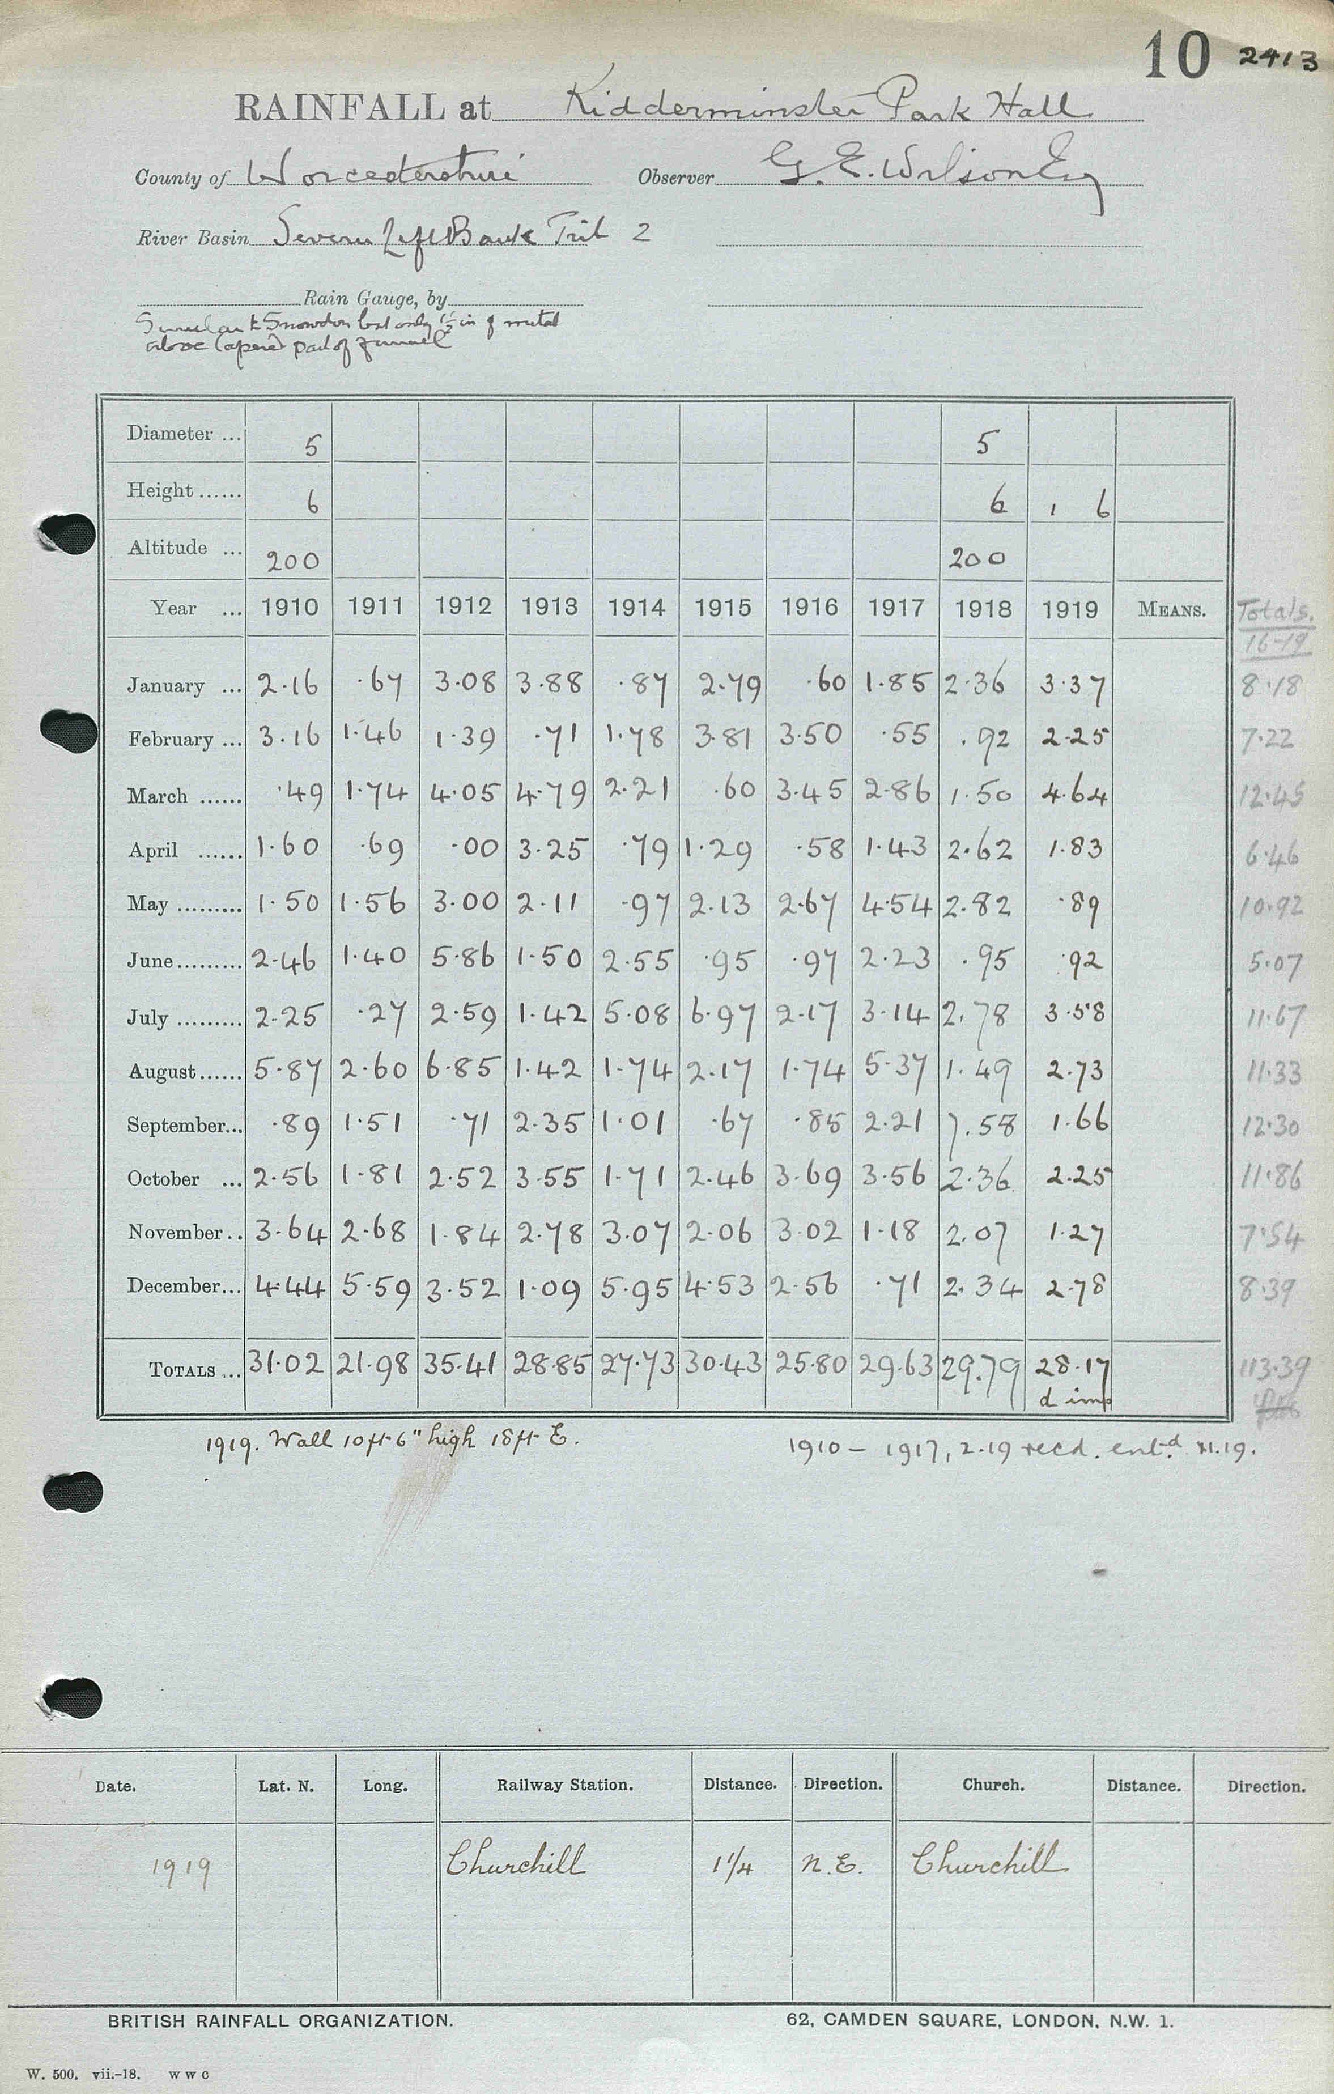 10 2413
RAINFALL at Kidderminster Park Hall
County of Worcestershire Observer G. E. Wilson Esq
River Basin Severn Left Bank Trib 2
Rain Gauge, by
Similar to Snowdon but only 1½ in of metal
above (apered) part of funnel
Diameter ... 5 5
Height ...... 6 6 1 6
Altitude ... 200 200
Year ... 1910 1911 1912 1913 1914 1915 1916 1917 1918 1919 MEANS. Totals.
16-19
January ... 2.16 .67 3.08 3.88 .87 2.79 .60 1.85 2.36 3.37 8.18
February ... 3.16 1.46 1.39 .71 1.78 3.81 3.50 .55 .92 2.25 7.22
March ...... .49 1.74 4.05 4.79 2.21 .60 3.45 2.86 1.50 4.64 12.45
April ...... 1.60 .69 .00 3.25 .79 1.29 .58 1.43 2.62 1.83 6.46
May ......... 1.50 1.56 3.00 2.11 .97 2.13 2.67 4.54 2.82 .89 10.92
June ......... 2.46 1.40 5.86 1.50 2.55 .95 .97 2.23 .95 .92 5.07
July ......... 2.25 .27 2.59 1.42 5.08 6.97 2.17 3.14 2.78 3.58 11.67
August ...... 5.87 2.60 6.85 1.42 1.74 2.17 1.74 5.37 1.49 2.73 11.33
September... .89 1.51 .71 2.35 1.01 .67 .85 2.21 7.58 1.66 12.30
October ... 2.56 1.81 2.52 3.55 1.71 2.46 3.69 3.56 2.36 2.25 11.86
November .. 3.64 2.68 1.84 2.78 3.07 2.06 3.02 1.18 2.07 1.27 7.54
December... 4.44 5.59 3.52 1.09 5.95 4.53 2.56 .71 2.34 2.78 8.39
TOTALS ... 31.02 21.98 35.41 28.85 27.73 30.43 25.80 29.63 29.79 28.17 113.39
d imp
1919. Wall 10ft 6" high 18ft E. 1910 - 1917, 2.19 recd. entd XI.19.
Date. Lat. N. Long. Railway Station. Distance. Direction. Church. Distance. Direction.
1919 Churchill 1¼ N.E. Churchill
BRITISH RAINFALL ORGANIZATION. 62, CAMDEN SQUARE, LONDON, N.W. 1.
W. 500. vii.-18. W W C